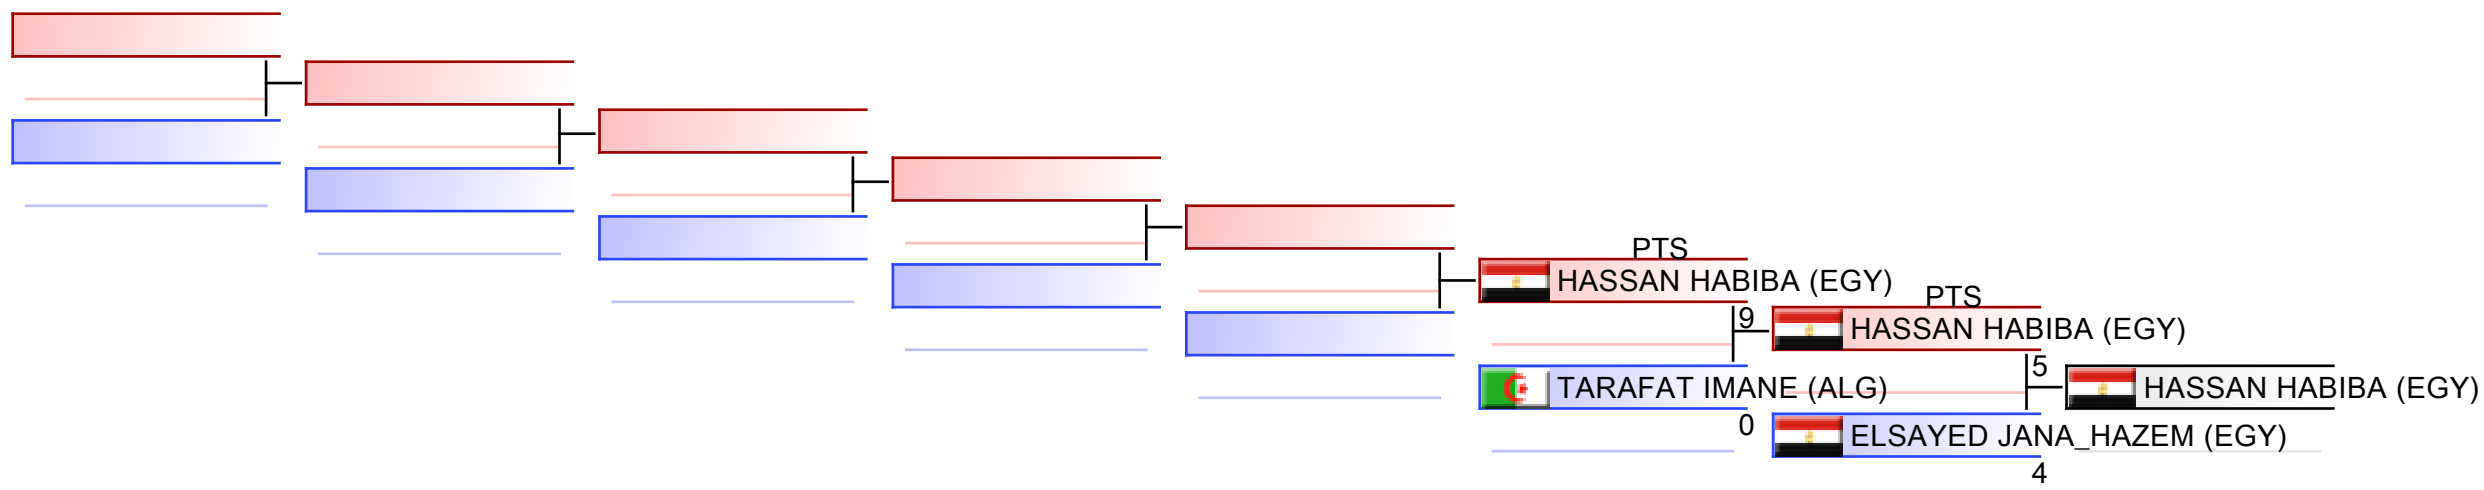 PTS
HASSAN HABIBA (EGY)
9
TARAFAT IMANE (ALG)
0
PTS
HASSAN HABIBA (EGY)
5
ELSAYED JANA_HAZEM (EGY)
4
HASSAN HABIBA (EGY)